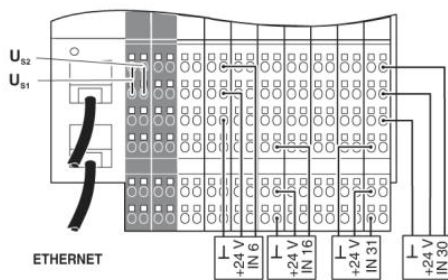 US2
US1
ETHERNET
⊥ +24 V IN 6
⊥ +24 V IN 16
⊥ +24 V IN 31
⊥ +24 V IN 30